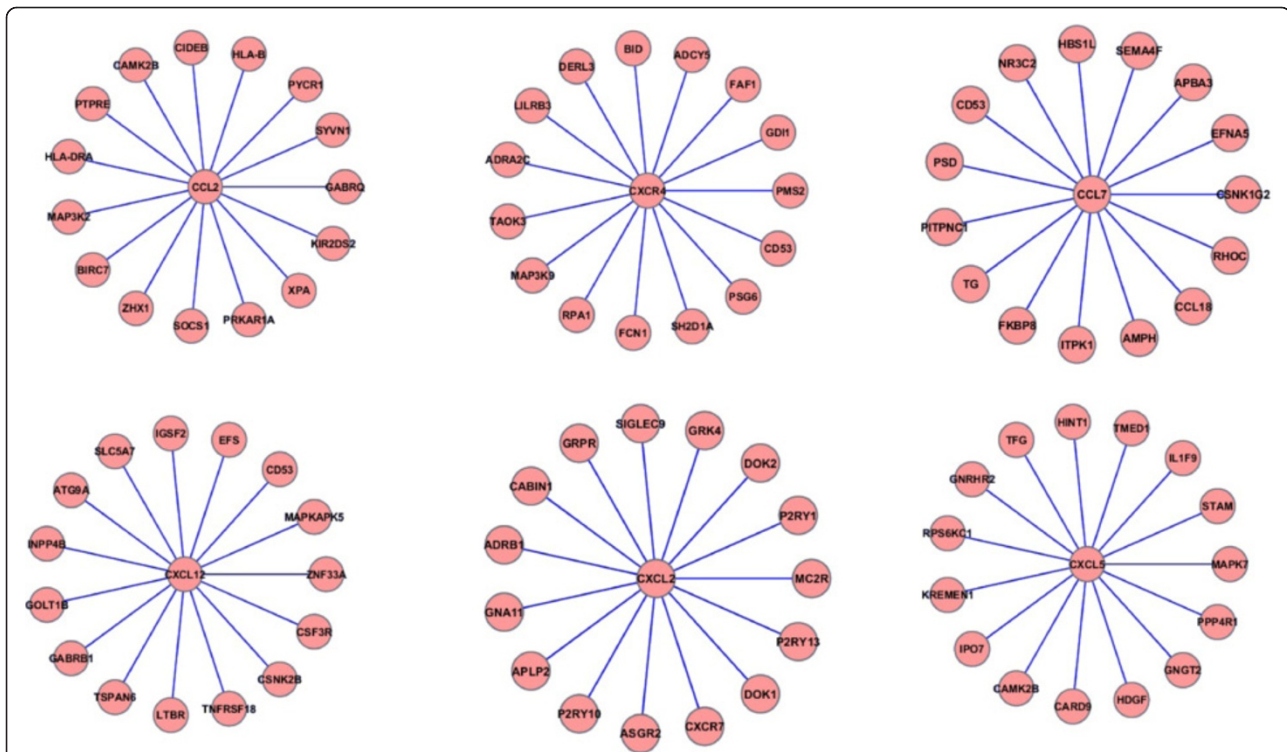 CIDEB
HLA-B
PYCR1
SYVN1
GABRQ
KIR2DS2
XPA
PRKAR1A
SOCS1
ZHX1
BIRC7
MAP3K2
HLA-DRA
PTPRE
CAMK2B
CCL2
BID
ADCY5
FAF1
GDI1
PMS2
CD53
PSG6
SH2D1A
FCN1
RPA1
MAP3K9
TAOK3
ADRA2C
LILRB3
DERL3
CXCR4
HBS1L
SEMA4F
APBA3
EFNA5
CSNK1G2
RHOC
CCL18
AMPH
ITPK1
FKBP8
TG
PITPNC1
PSD
CD53
NR3C2
CCL7
IGSF2
EFS
CD53
MAPKAPK5
ZNF33A
CSF3R
CSNK2B
TNFRSF18
LTBR
TSPAN6
GABRB1
GOLT1B
INPP4B
ATG9A
SLC5A7
CXCL12
SIGLEC9
GRK4
DOK2
P2RY1
MC2R
P2RY13
DOK1
CXCR7
ASGR2
P2RY10
APLP2
GNA11
ADRB1
CABIN1
GRPR
CXCL2
HINT1
TMED1
IL1F9
STAM
MAPK7
PPP4R1
GNGT2
HDGF
CARD9
CAMK2B
IPO7
KREMEN1
RPS6KC1
GNRHR2
TFG
CXCL5